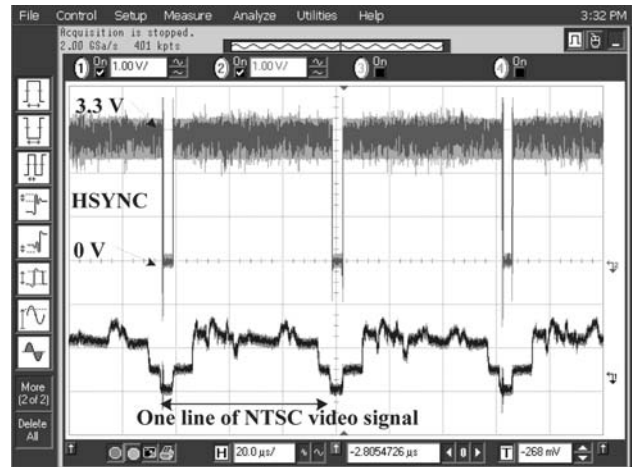 File Control Setup Measure Analyze Utilities Help 3:32 PM
Acquisition is stopped.
2.00 GSa/s 401 kpts
1 On 1.00 V/ 2 On 1.00 V/ 3 On 4 On
3.3 V
HSYNC
0 V
More
(2 of 2)
Delete
All
One line of NTSC video signal
H 20.0 µs/ -2.8054726 µs 0 T -268 mV